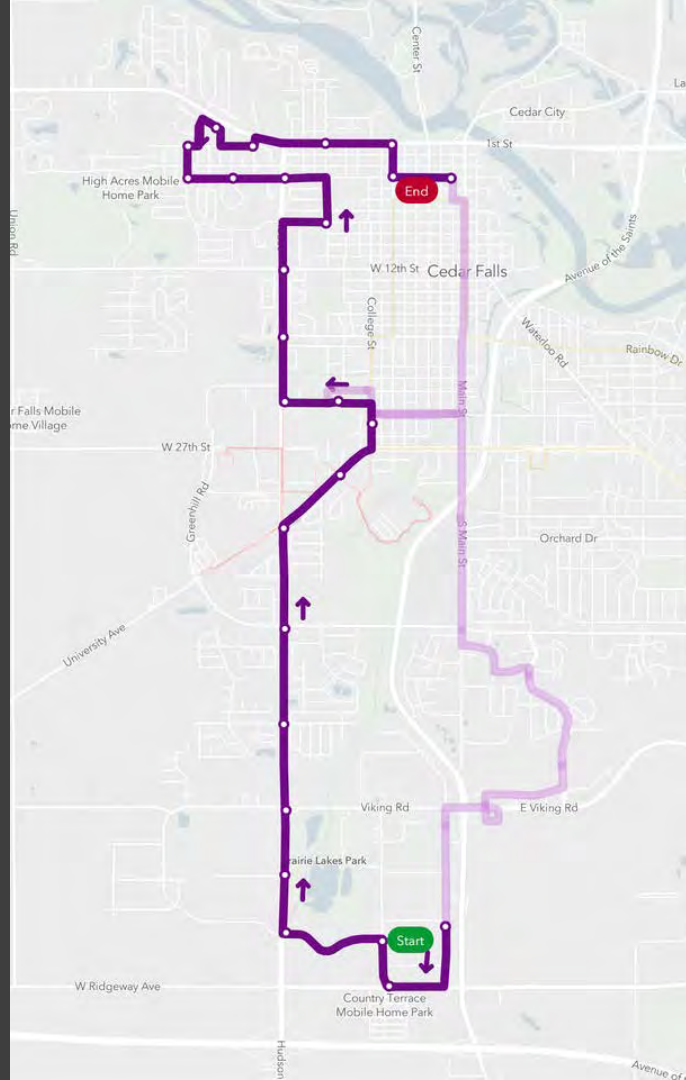 Center St
La
Cedar City
1st St
High Acres Mobile
Home Park
End
Union Rd
Avenue of the Saints
W 12th St
Cedar Falls
College St
Waterloo Rd
Rainbow Dr
Main St
r Falls Mobile
ome Village
W 27th St
Greenhill Rd
S Main St
Orchard Dr
University Ave
Viking Rd
E Viking Rd
rairie Lakes Park
Start
W Ridgeway Ave
Country Terrace
Mobile Home Park
Hudson
Avenue of